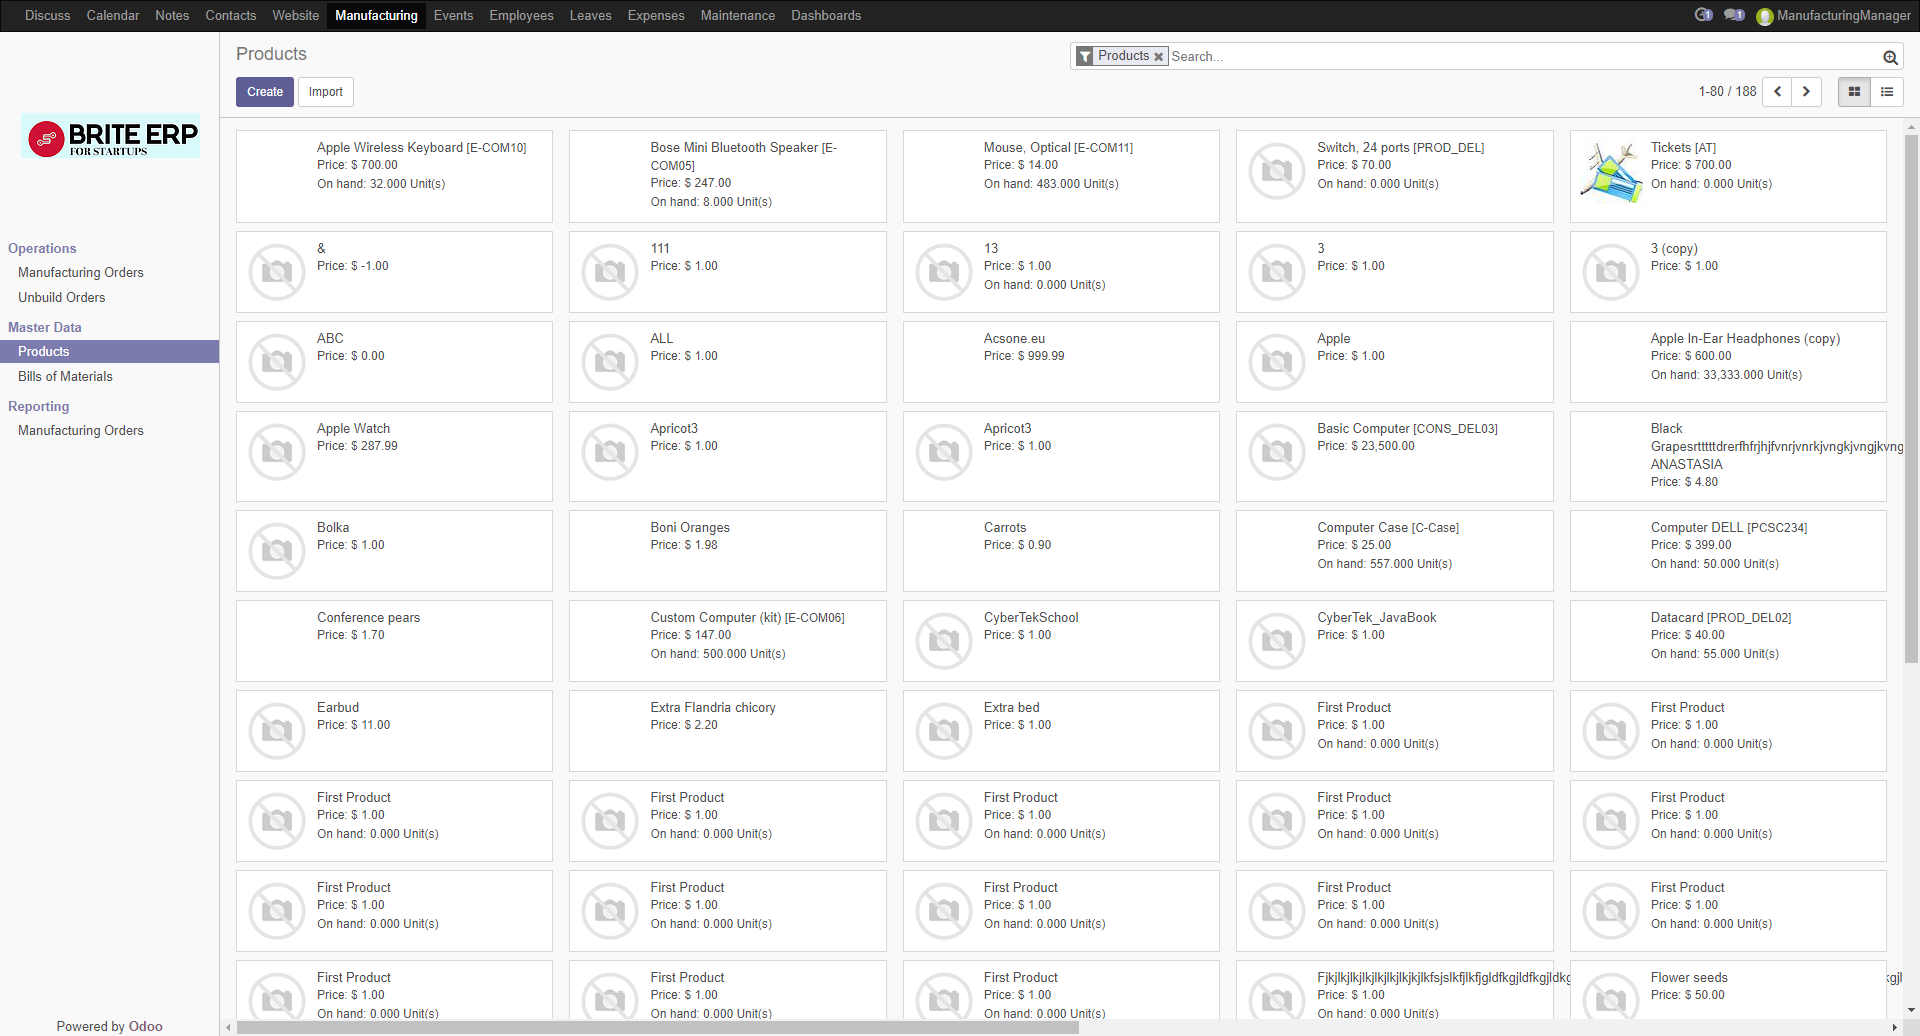 Discuss Calendar Notes Contacts Website Manufacturing Events Employees Leaves Expenses Maintenance Dashboards 1 1 ManufacturingManager
BRITE ERP
FOR STARTUPS
Operations
Manufacturing Orders
Unbuild Orders
Master Data
Products
Bills of Materials
Reporting
Manufacturing Orders
Powered by Odoo
Products
Products Search...
Create Import
1-80 / 188
Apple Wireless Keyboard [E-COM10]
Price: $ 700.00
On hand: 32.000 Unit(s)
Bose Mini Bluetooth Speaker [E-
COM05]
Price: $ 247.00
On hand: 8.000 Unit(s)
Mouse, Optical [E-COM11]
Price: $ 14.00
On hand: 483.000 Unit(s)
Switch, 24 ports [PROD_DEL]
Price: $ 70.00
On hand: 0.000 Unit(s)
Tickets [AT]
Price: $ 700.00
On hand: 0.000 Unit(s)
&
Price: $ -1.00
111
Price: $ 1.00
13
Price: $ 1.00
On hand: 0.000 Unit(s)
3
Price: $ 1.00
3 (copy)
Price: $ 1.00
ABC
Price: $ 0.00
ALL
Price: $ 1.00
Acsone.eu
Price: $ 999.99
Apple
Price: $ 1.00
Apple In-Ear Headphones (copy)
Price: $ 600.00
On hand: 33,333.000 Unit(s)
Apple Watch
Price: $ 287.99
Apricot3
Price: $ 1.00
Apricot3
Price: $ 1.00
Basic Computer [CONS_DEL03]
Price: $ 23,500.00
Black
ANASTASIA
Price: $ 4.80
Bolka
Price: $ 1.00
Boni Oranges
Price: $ 1.98
Carrots
Price: $ 0.90
Computer Case [C-Case]
Price: $ 25.00
On hand: 557.000 Unit(s)
Computer DELL [PCSC234]
Price: $ 399.00
On hand: 50.000 Unit(s)
Conference pears
Price: $ 1.70
Custom Computer (kit) [E-COM06]
Price: $ 147.00
On hand: 500.000 Unit(s)
CyberTekSchool
Price: $ 1.00
CyberTek_JavaBook
Price: $ 1.00
Datacard [PROD_DEL02]
Price: $ 40.00
On hand: 55.000 Unit(s)
Earbud
Price: $ 11.00
Extra Flandria chicory
Price: $ 2.20
Extra bed
Price: $ 1.00
First Product
Price: $ 1.00
On hand: 0.000 Unit(s)
First Product
Price: $ 1.00
On hand: 0.000 Unit(s)
First Product
Price: $ 1.00
On hand: 0.000 Unit(s)
First Product
Price: $ 1.00
On hand: 0.000 Unit(s)
First Product
Price: $ 1.00
On hand: 0.000 Unit(s)
First Product
Price: $ 1.00
On hand: 0.000 Unit(s)
First Product
Price: $ 1.00
On hand: 0.000 Unit(s)
First Product
Price: $ 1.00
On hand: 0.000 Unit(s)
First Product
Price: $ 1.00
On hand: 0.000 Unit(s)
First Product
Price: $ 1.00
On hand: 0.000 Unit(s)
First Product
Price: $ 1.00
On hand: 0.000 Unit(s)
First Product
Price: $ 1.00
On hand: 0.000 Unit(s)
First Product
Price: $ 1.00
On hand: 0.000 Unit(s)
First Product
Price: $ 1.00
On hand: 0.000 Unit(s)
First Product
Price: $ 1.00
On hand: 0.000 Unit(s)
Price: $ 1.00
On hand: 0.000 Unit(s)
Flower seeds
Price: $ 50.00